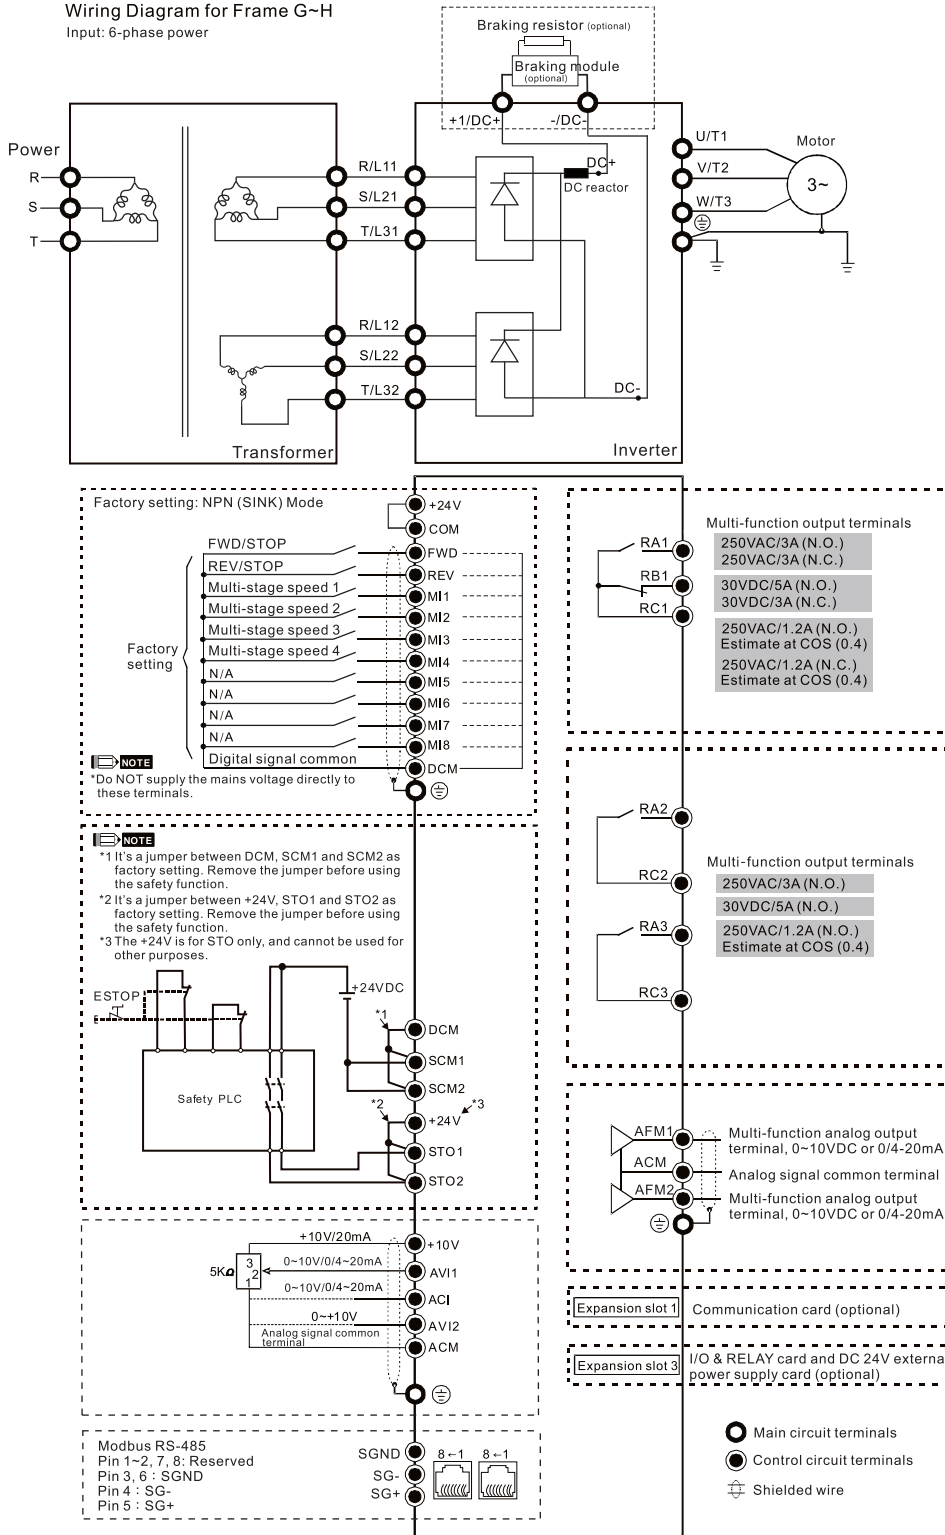 Wiring Diagram for Frame G~H
Input: 6-phase power
Braking resistor (optional)
Braking module
(optional)
+1/DC+
-/DC-
Power
R
S
T
R/L11
S/L21
T/L31
R/L12
S/L22
T/L32
DC+
DC reactor
DC-
U/T1
V/T2
W/T3
Motor
3~
Transformer
Inverter
Factory setting: NPN (SINK) Mode
+24V
COM
FWD/STOP
FWD
REV/STOP
REV
Multi-stage speed 1
MI1
Multi-stage speed 2
MI2
Multi-stage speed 3
MI3
Multi-stage speed 4
MI4
Factory
setting
N/A
MI5
N/A
MI6
N/A
MI7
N/A
MI8
Digital signal common
DCM
NOTE
*Do NOT supply the mains voltage directly to
these terminals.
NOTE
*1 It's a jumper between DCM, SCM1 and SCM2 as
factory setting. Remove the jumper before using
the safety function.
*2 It's a jumper between +24V, STO1 and STO2 as
factory setting. Remove the jumper before using
the safety function.
*3 The +24V is for STO only, and cannot be used for
other purposes.
ESTOP
+24VDC
Safety PLC
*1
DCM
SCM1
SCM2
*2
*3
+24V
STO1
STO2
+10V/20mA
+10V
5KΩ
3
2
1
0~10V/0/4~20mA
AVI1
0~10V/0/4~20mA
ACI
0~+10V
AVI2
Analog signal common
terminal
ACM
Modbus RS-485
Pin 1~2, 7, 8: Reserved
Pin 3, 6 : SGND
Pin 4 : SG-
Pin 5 : SG+
SGND
SG-
SG+
8←1
8←1
RA1
RB1
RC1
Multi-function output terminals
250VAC/3A (N.O.)
250VAC/3A (N.C.)
30VDC/5A (N.O.)
30VDC/3A (N.C.)
250VAC/1.2A (N.O.)
Estimate at COS (0.4)
250VAC/1.2A (N.C.)
Estimate at COS (0.4)
RA2
RC2
RA3
RC3
Multi-function output terminals
250VAC/3A (N.O.)
30VDC/5A (N.O.)
250VAC/1.2A (N.O.)
Estimate at COS (0.4)
AFM1
Multi-function analog output
terminal, 0~10VDC or 0/4-20mA
ACM
Analog signal common terminal
AFM2
Multi-function analog output
terminal, 0~10VDC or 0/4-20mA
Expansion slot 1
Communication card (optional)
Expansion slot 3
I/O & RELAY card and DC 24V externa
power supply card (optional)
Main circuit terminals
Control circuit terminals
Shielded wire